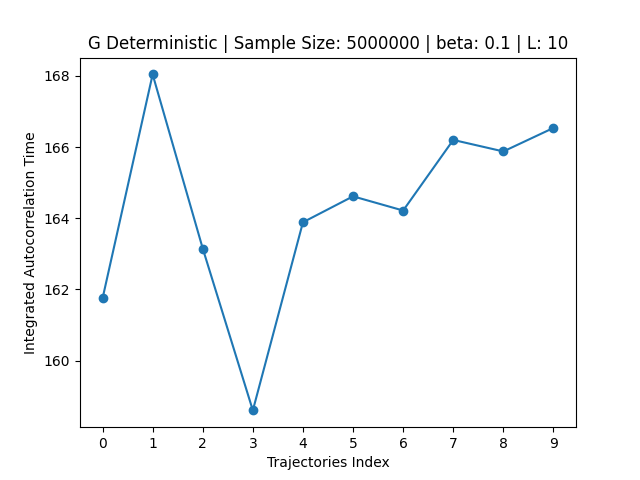 G Deterministic | Sample Size: 5000000 | beta: 0.1 | L: 10
Integrated Autocorrelation Time
168
166
164
162
160
0 1 2 3 4 5 6 7 8 9
Trajectories Index